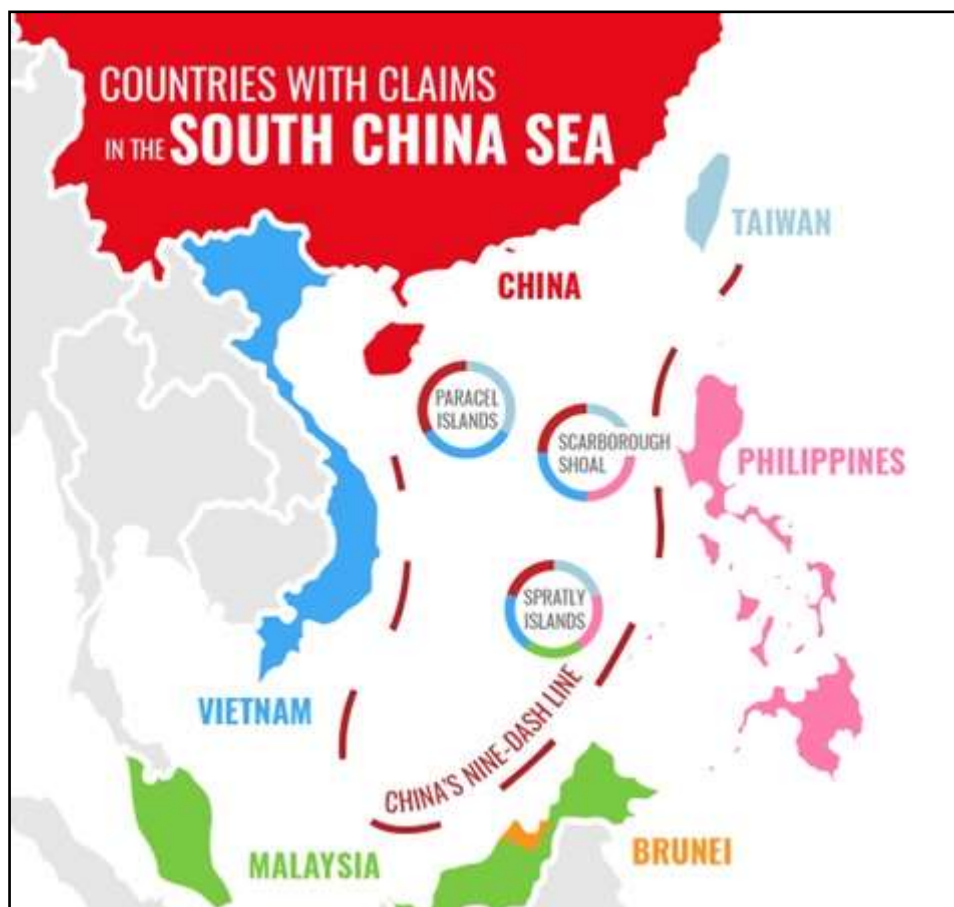 COUNTRIES WITH CLAIMS
IN THE SOUTH CHINA SEA
TAIWAN
CHINA
PARACEL
ISLANDS
SCARBOROUGH
SHOAL
PHILIPPINES
SPRATLY
ISLANDS
VIETNAM
CHINA'S NINE-DASH LINE
MALAYSIA
BRUNEI